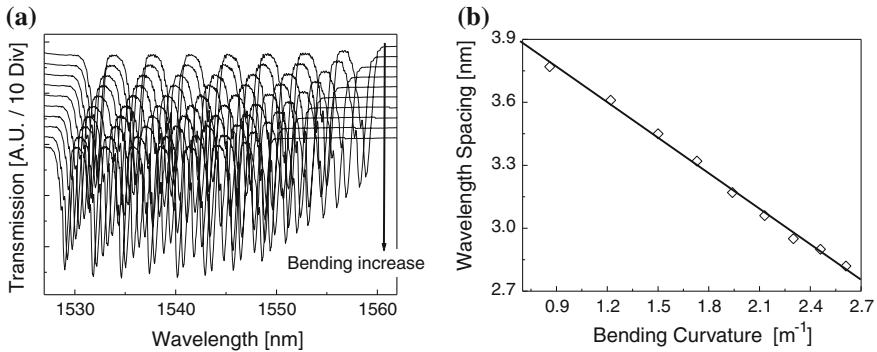 (a)
Transmission [A.U. / 10 Div]
Bending increase
1530 1540 1550 1560
Wavelength [nm]
(b)
Wavelength Spacing [nm]
3.9
3.6
3.3
3.0
2.7
0.9 1.2 1.5 1.8 2.1 2.4 2.7
Bending Curvature [m⁻¹]